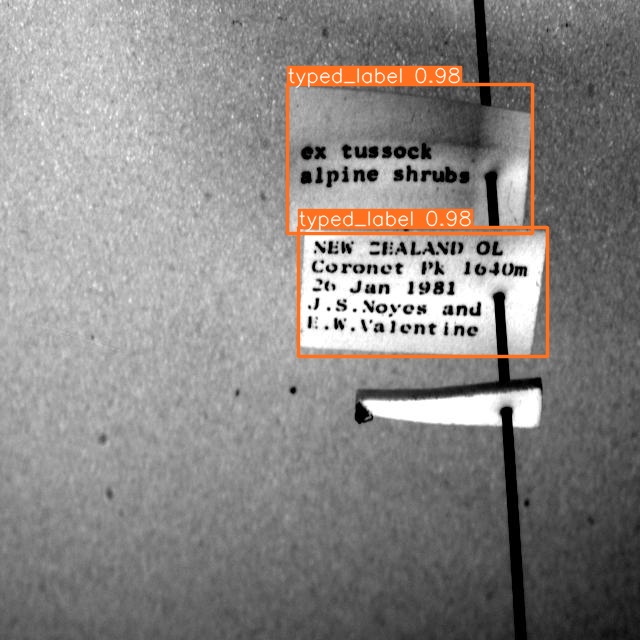 typed_label 0.98
ex tussock
alpine shrubs
typed_label 0.98
NEW ZEALAND OL
Coronet Pk 1640m
26 Jan 1981
J.S.Noyes and
E.W.Valentine